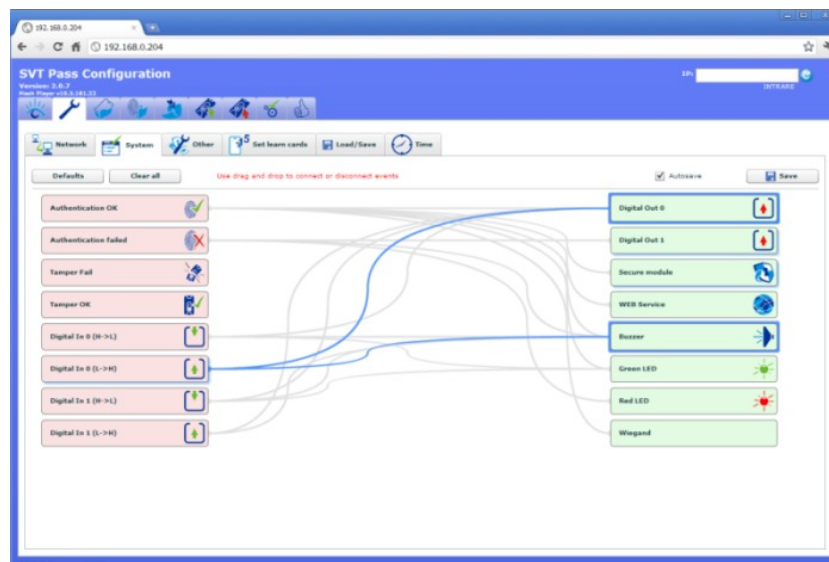 192.168.0.204
192.168.0.204
SVT Pass Configuration
Version: 2.0.7
IP:
INTRARE
Network
System
Other
5
Set learn cards
Load/Save
Time
Defaults
Clear all
Use drag and drop to connect or disconnect events
Autosave
Save
Authentication OK
Digital Out 0
Authentication failed
Digital Out 1
Tamper Fail
Secure module
Tamper OK
WEB Service
Digital In 0 (H->L)
Buzzer
Digital In 0 (L->H)
Green LED
Digital In 1 (H->L)
Red LED
Digital In 1 (L->H)
Wiegand